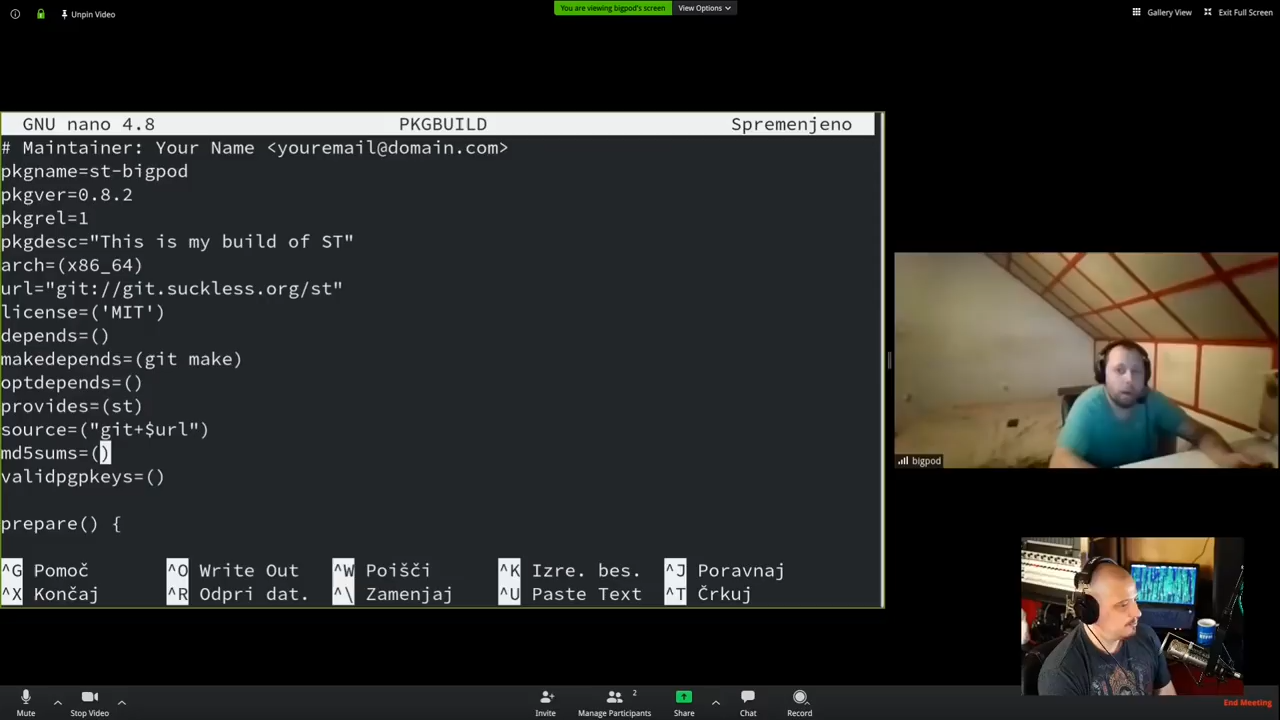 Unpin Video
You are viewing bigpod's screen
View Options
Gallery View
Exit Full Screen
GNU nano 4.8 PKGBUILD Spremenjeno
# Maintainer: Your Name <youremail@domain.com>
pkgname=st-bigpod
pkgver=0.8.2
pkgrel=1
pkgdesc="This is my build of ST"
arch=(x86_64)
url="git://git.suckless.org/st"
license=('MIT')
depends=()
makedepends=(git make)
optdepends=()
provides=(st)
source=("git+$url")
md5sums=()
validpgpkeys=()
prepare() {
^G Pomoč ^O Write Out ^W Poišči ^K Izre. bes. ^J Poravnaj
^X Končaj ^R Odpri dat. ^\ Zamenjaj ^U Paste Text ^T Črkuj
bigpod
Mute
Stop Video
Invite
2
Manage Participants
Share
Chat
Record
End Meeting